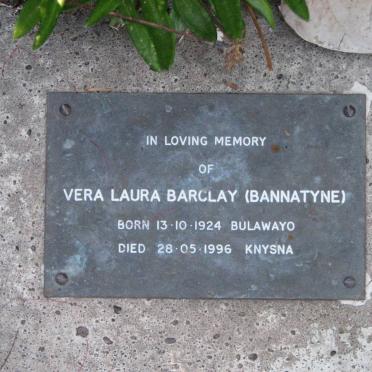 IN LOVING MEMORY
OF
VERA LAURA BARCLAY (BANNATYNE)
BORN 13·10·1924 BULAWAYO
DIED 28·05·1996 KNYSNA